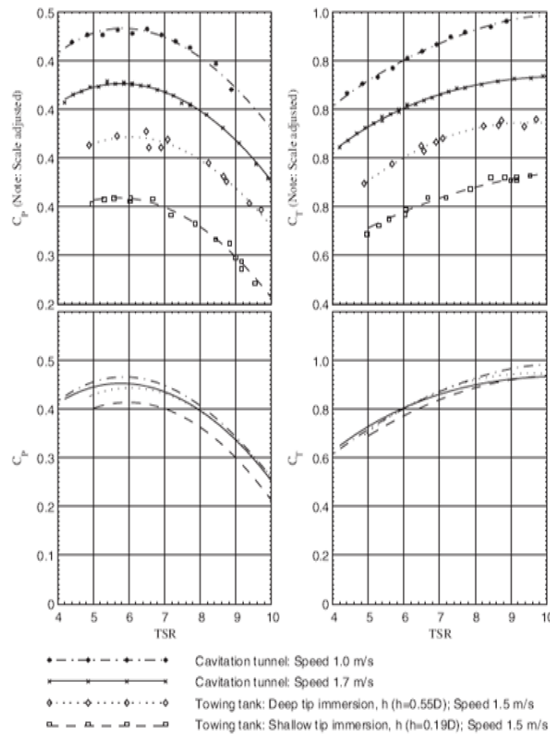 0.5
0.4
0.4
0.4
0.4
0.3
0.2
C_P (Note: Scale adjusted)
1.0
0.8
0.8
0.8
0.8
0.6
0.4
C_T (Note: Scale adjusted)
0.5
0.4
0.3
0.2
0.1
0
C_P
4 5 6 7 8 9 10
TSR
1.0
0.8
0.6
0.4
0.2
0
C_T
4 5 6 7 8 9 10
TSR
Cavitation tunnel: Speed 1.0 m/s
Cavitation tunnel: Speed 1.7 m/s
Towing tank: Deep tip immersion, h (h=0.55D); Speed 1.5 m/s
Towing tank: Shallow tip immersion, h (h=0.19D); Speed 1.5 m/s